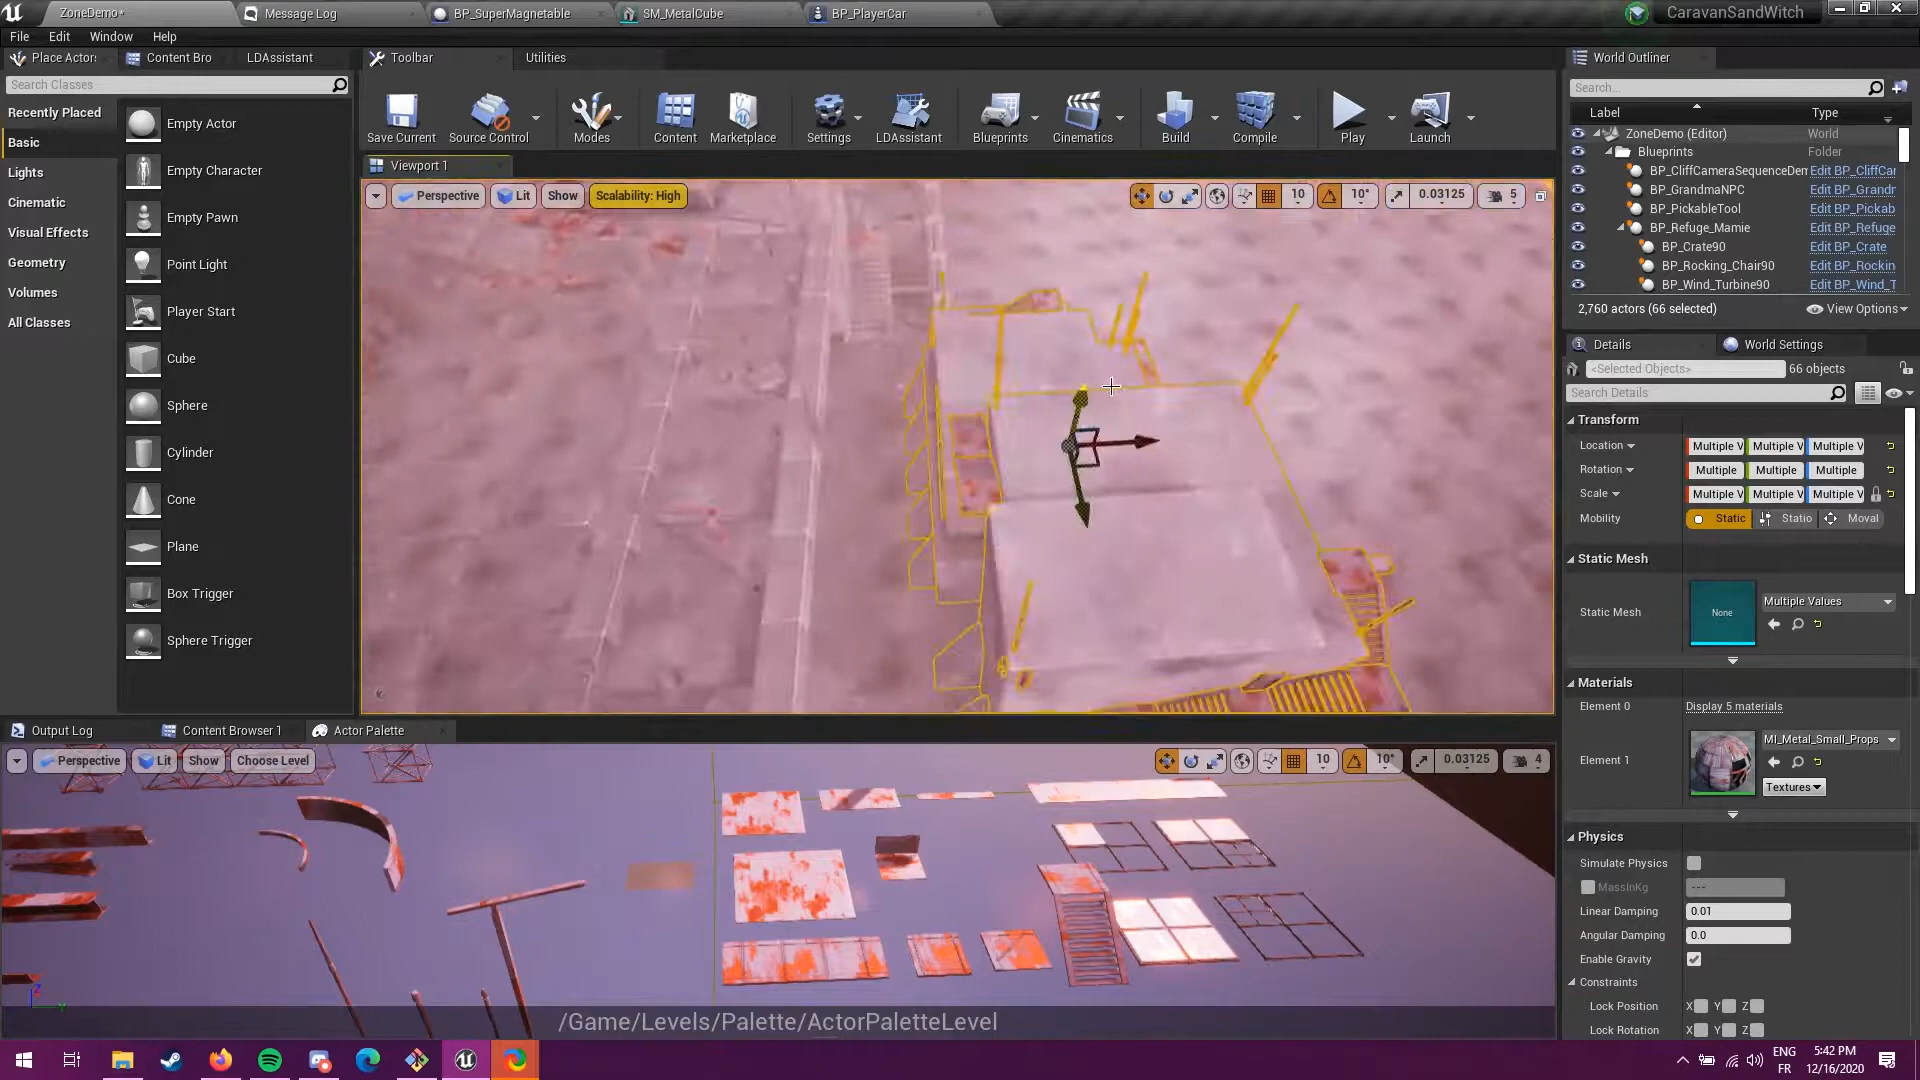 ZoneDemo*
Message Log
BP_SuperMagnetable
SM_MetalCube
BP_PlayerCar
CaravanSandWitch
File
Edit
Window
Help
Place Actors
Content Bro
LDAssistant
Toolbar
Utilities
World Outliner
Search Classes
Search...
Recently Placed
Basic
Lights
Cinematic
Visual Effects
Geometry
Volumes
All Classes
Empty Actor
Empty Character
Empty Pawn
Point Light
Player Start
Cube
Sphere
Cylinder
Cone
Plane
Box Trigger
Sphere Trigger
Save Current
Source Control
Modes
Content
Marketplace
Settings
LDAssistant
Blueprints
Cinematics
Build
Compile
Play
Launch
Viewport 1
Perspective
Lit
Show
Scalability: High
10
10°
0.03125
5
Label
Type
ZoneDemo (Editor)
World
Blueprints
Folder
BP_CliffCameraSequenceDem
Edit BP_CliffCar
BP_GrandmaNPC
Edit BP_Grandr
BP_PickableTool
Edit BP_Pickab
BP_Refuge_Mamie
Edit BP_Refuge
BP_Crate90
Edit BP_Crate
BP_Rocking_Chair90
Edit BP_Rockin
BP_Wind_Turbine90
Edit BP_Wind_T
2,760 actors (66 selected)
View Options
Details
World Settings
<Selected Objects>
66 objects
Search Details
Transform
Location
Multiple V
Multiple V
Multiple V
Rotation
Multiple
Multiple
Multiple
Scale
Multiple V
Multiple V
Multiple V
Mobility
Static
Statio
Moval
Static Mesh
Static Mesh
None
Multiple Values
Materials
Element 0
Display 5 materials
Element 1
MI_Metal_Small_Props
Textures
Physics
Simulate Physics
MassInKg
---
Linear Damping
0.01
Angular Damping
0.0
Enable Gravity
Constraints
Lock Position
X
Y
Z
Lock Rotation
X
Y
Z
Output Log
Content Browser 1
Actor Palette
Perspective
Lit
Show
Choose Level
10
10°
0.03125
4
Z
Y
/Game/Levels/Palette/ActorPaletteLevel
ENG
FR
5:42 PM
12/16/2020